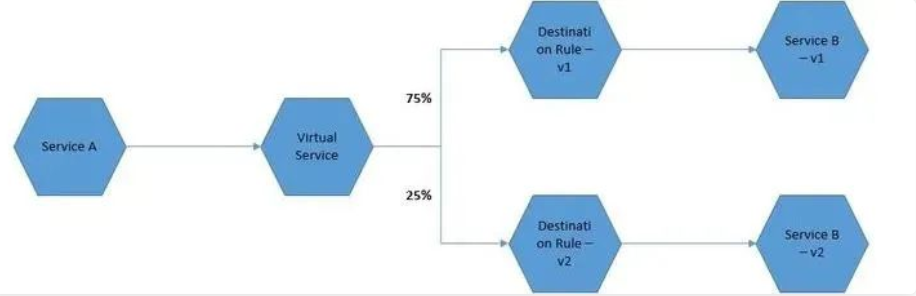 Service A
Virtual
Service
75%
25%
Destinati
on Rule –
v1
Service B
– v1
Destinati
on Rule –
v2
Service B
– v2